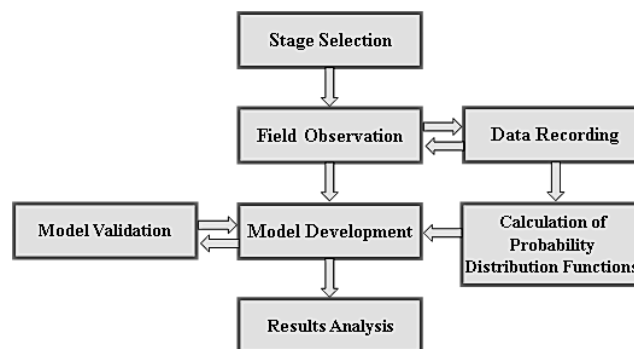 Stage Selection
Field Observation
Data Recording
Model Validation
Model Development
Calculation of
Probability
Distribution Functions
Results Analysis